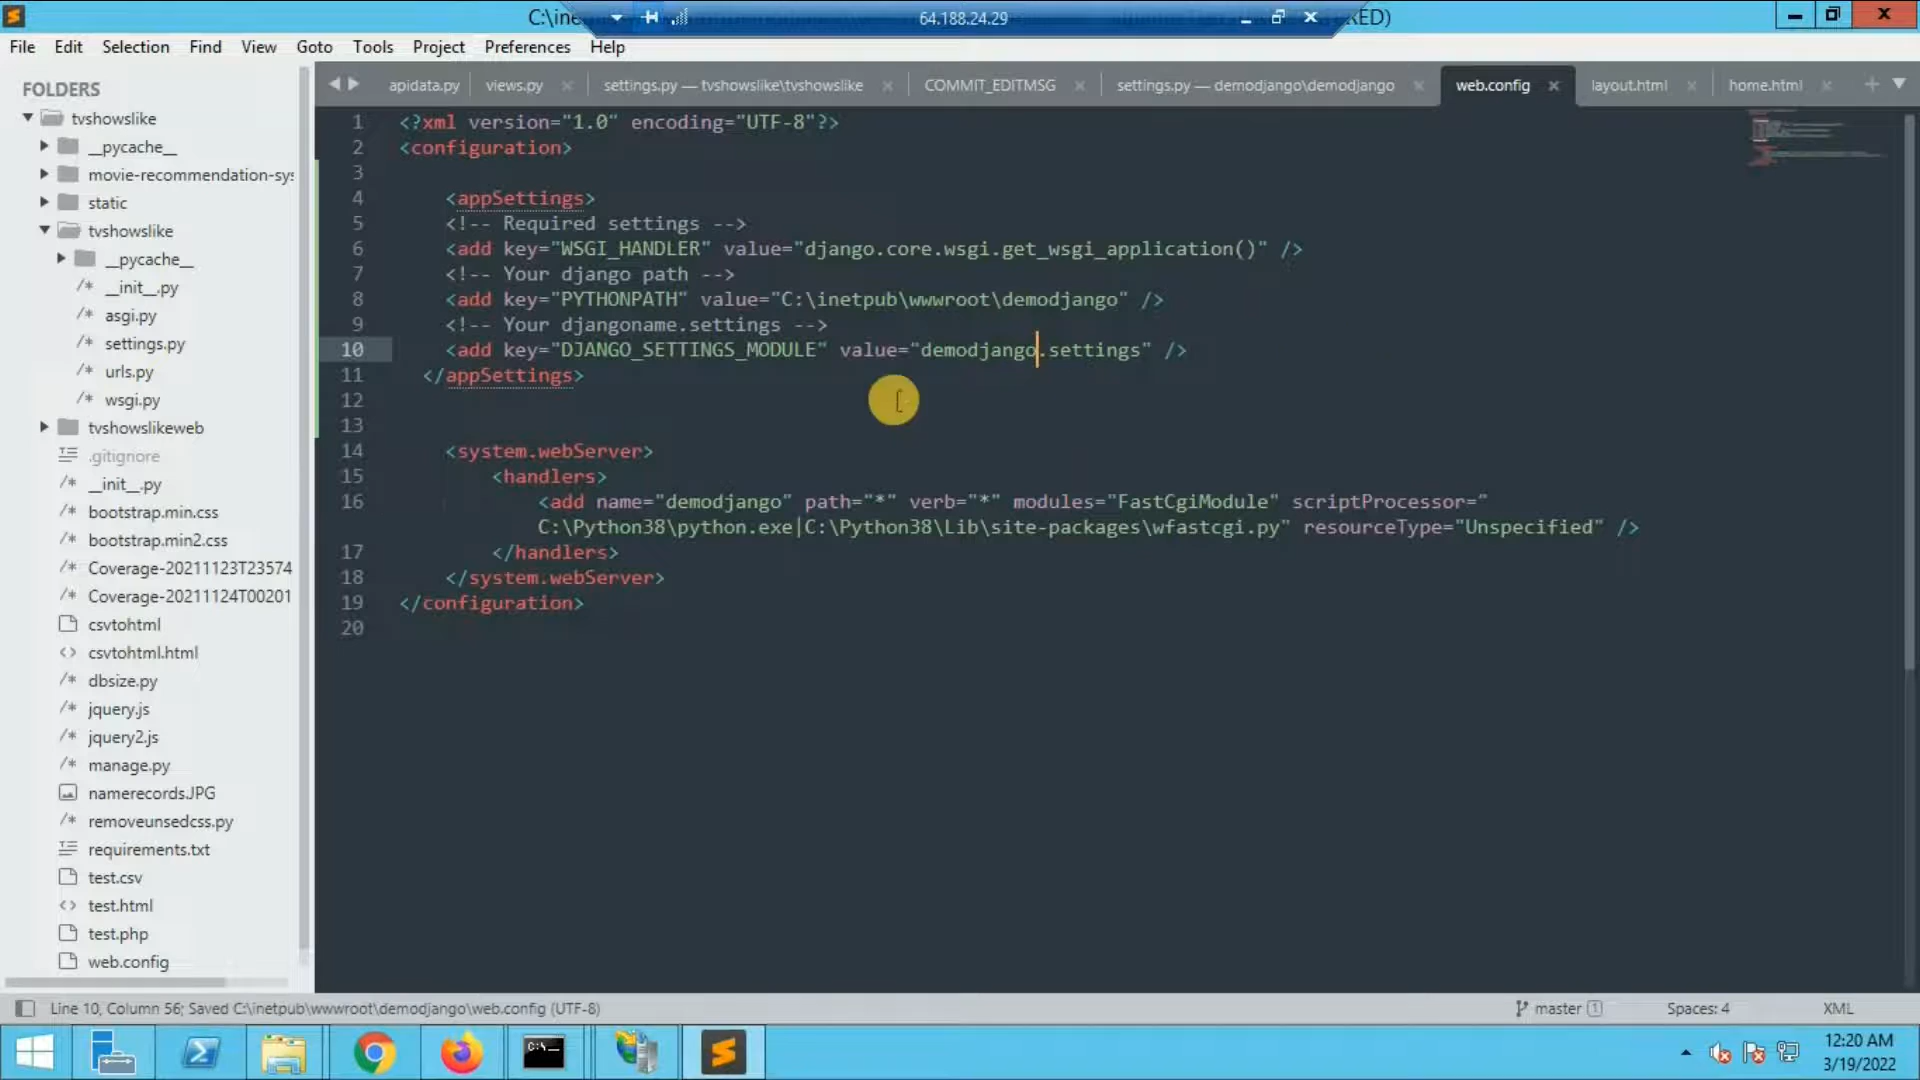 C:\ine
64.188.24.29
RED)
File Edit Selection Find View Goto Tools Project Preferences Help
FOLDERS
tvshowslike
__pycache__
movie-recommendation-sys
static
tvshowslike
__pycache__
__init__.py
asgi.py
settings.py
urls.py
wsgi.py
tvshowslikeweb
.gitignore
__init__.py
bootstrap.min.css
bootstrap.min2.css
Coverage-20211123T23574
Coverage-20211124T00201
csvtohtml
csvtohtml.html
dbsize.py
jquery.js
jquery2.js
manage.py
namerecords.JPG
removeunsedcss.py
requirements.txt
test.csv
test.html
test.php
web.config
apidata.py views.py settings.py — tvshowslike\tvshowslike COMMIT_EDITMSG settings.py — demodjango\demodjango web.config layout.html home.html
1 <?xml version="1.0" encoding="UTF-8"?>
2 <configuration>
3
4 <appSettings>
5 <!-- Required settings -->
6 <add key="WSGI_HANDLER" value="django.core.wsgi.get_wsgi_application()" />
7 <!-- Your django path -->
8 <add key="PYTHONPATH" value="C:\inetpub\wwwroot\demodjango" />
9 <!-- Your djangoname.settings -->
10 <add key="DJANGO_SETTINGS_MODULE" value="demodjango.settings" />
11 </appSettings>
12
13
14 <system.webServer>
15 <handlers>
16 <add name="demodjango" path="*" verb="*" modules="FastCgiModule" scriptProcessor="
C:\Python38\python.exe|C:\Python38\Lib\site-packages\wfastcgi.py" resourceType="Unspecified" />
17 </handlers>
18 </system.webServer>
19 </configuration>
20
Line 10, Column 56; Saved C:\inetpub\wwwroot\demodjango\web.config (UTF-8) master 1 Spaces: 4 XML
12:20 AM
3/19/2022